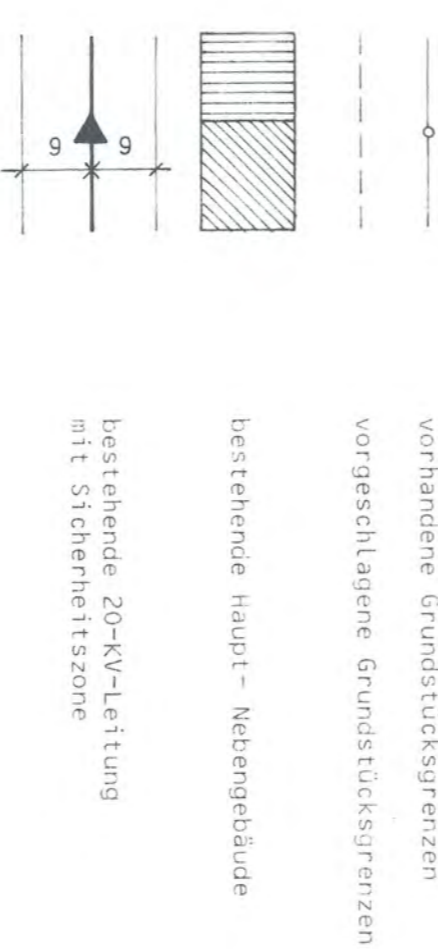 vorhandene Grundstucksgrenzen
vorgeschlagene Grundstücksgrenzen
bestehende Haupt- Nebengebäude
9 9
bestehende 20-KV-Leitung
mit Sicherheitszone